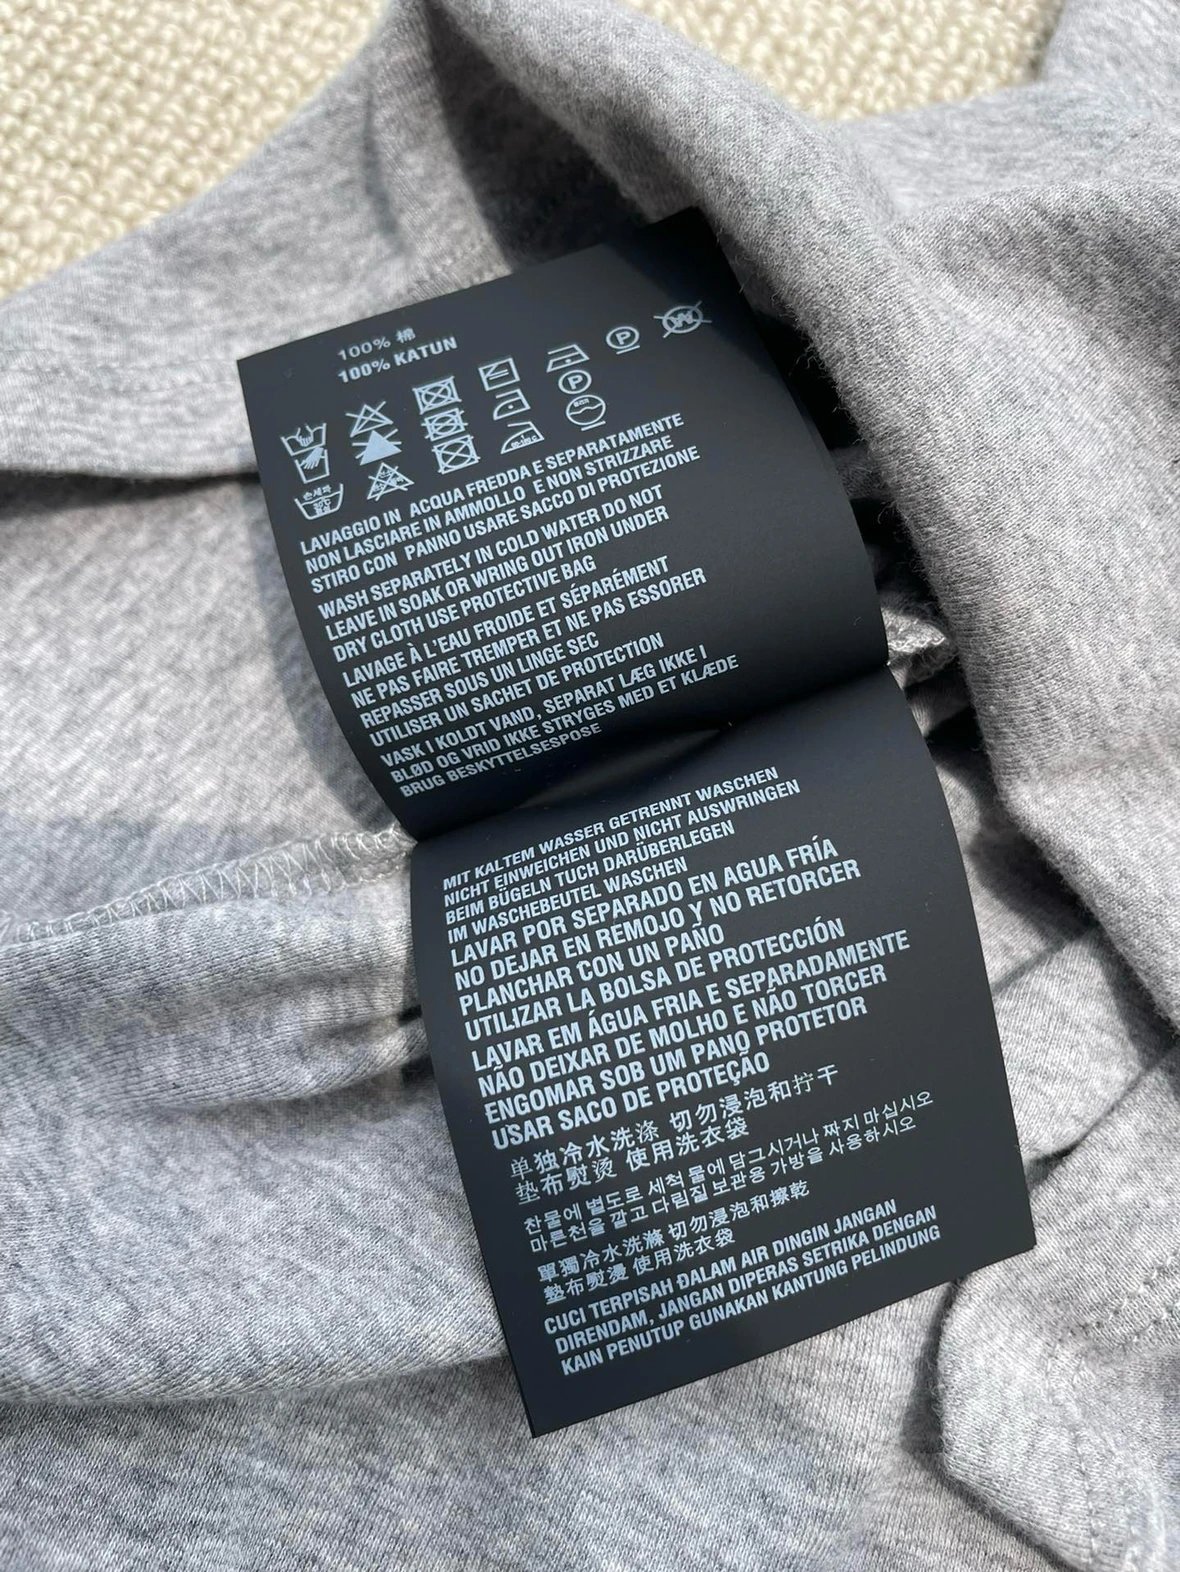 100% 棉
100% KATUN
P
W
P
손세탁
LAVAGGIO IN ACQUA FREDDA E SEPARATAMENTE
NON LASCIARE IN AMMOLLO E NON STRIZZARE
STIRO CON PANNO USARE SACCO DI PROTEZIONE
WASH SEPARATELY IN COLD WATER DO NOT
LEAVE IN SOAK OR WRING OUT IRON UNDER
DRY CLOTH USE PROTECTIVE BAG
LAVAGE À L'EAU FROIDE ET SÉPARÉMENT
NE PAS FAIRE TREMPER ET NE PAS ESSORER
REPASSER SOUS UN LINGE SEC
UTILISER UN SACHET DE PROTECTION
VASK I KOLDT VAND, SEPARAT LÆG IKKE I
BLØD OG VRID IKKE STRYGES MED ET KLÆDE
BRUG BESKYTTELSESPOSE
MIT KALTEM WASSER GETRENNT WASCHEN
NICHT EINWEICHEN UND NICHT AUSWRINGEN
BEIM BÜGELN TUCH DARÜBERLEGEN
IM WASCHEBEUTEL WASCHEN
LAVAR POR SEPARADO EN AGUA FRÍA
NO DEJAR EN REMOJO Y NO RETORCER
PLANCHAR CON UN PAÑO
UTILIZAR LA BOLSA DE PROTECCIÓN
LAVAR EM ÁGUA FRIA E SEPARADAMENTE
NÃO DEIXAR DE MOLHO E NÃO TORCER
ENGOMAR SOB UM PANO PROTETOR
USAR SACO DE PROTEÇÃO
单独冷水洗涤 切勿浸泡和拧干
垫布熨烫 使用洗衣袋
찬물에 별도로 세척 물에 담그시거나 짜지 마십시오
마른천을 깔고 다림질 보관용 가방을 사용하시오
單獨冷水洗滌 切勿浸泡和擦乾
墊布熨燙 使用洗衣袋
CUCI TERPISAH ĐALAM AIR DINGIN JANGAN
DIRENDAM, JANGAN DIPERAS SETRIKA DENGAN
KAIN PENUTUP GUNAKAN KANTUNG PELINDUNG